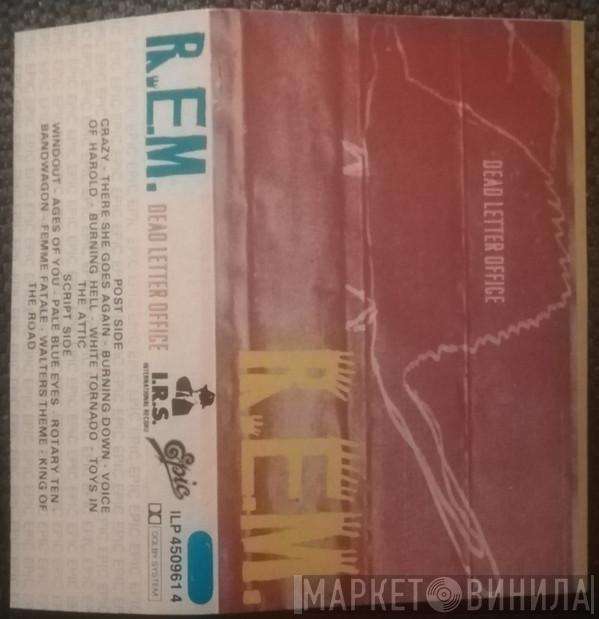 R.E.M.
DEAD LETTER OFFICE
I.R.S.
INTERNATIONAL RECORD
Epic
ILP 450961 4
DOLBY SYSTEM
POST SIDE
CRAZY - THERE SHE GOES AGAIN - BURNING DOWN - VOICE
OF HAROLD - BURNING HELL - WHITE TORNADO - TOYS IN
THE ATTIC
SCRIPT SIDE
WINDOUT - AGES OF YOU - PALE BLUE EYES - ROTARY TEN -
BANDWAGON - FEMME FATALE - WALTERS THEME - KING OF
THE ROAD
DEAD LETTER OFFICE
R.E.M.
МАРКЕТ ВИНИЛА